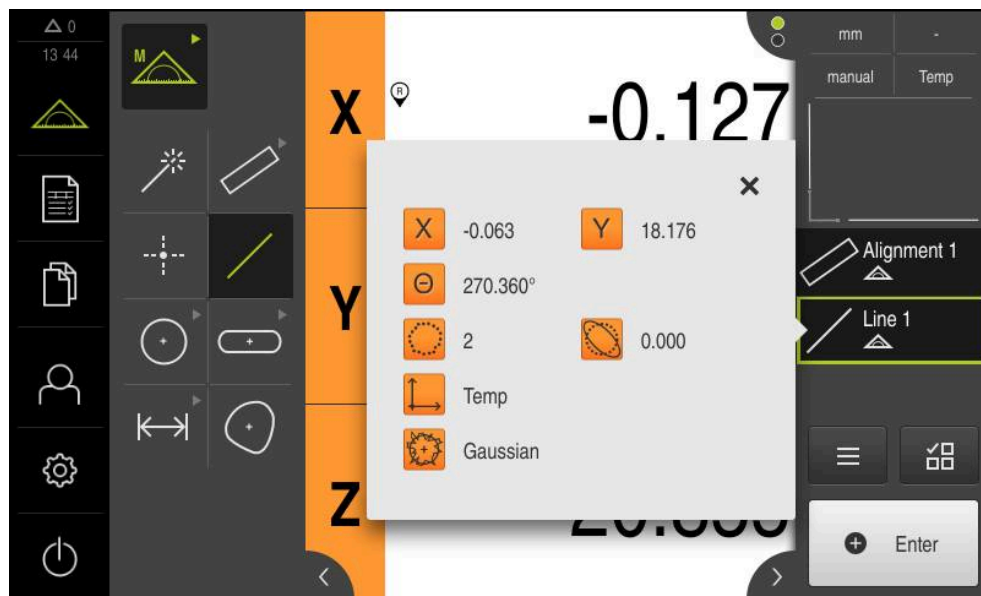 0
13 44
M
X
R
-0.127
mm
-
manual
Temp
X
-0.063
Y
18.176
Θ
270.360°
2
0.000
Temp
Gaussian
Y
Z
Alignment 1
Line 1
Enter